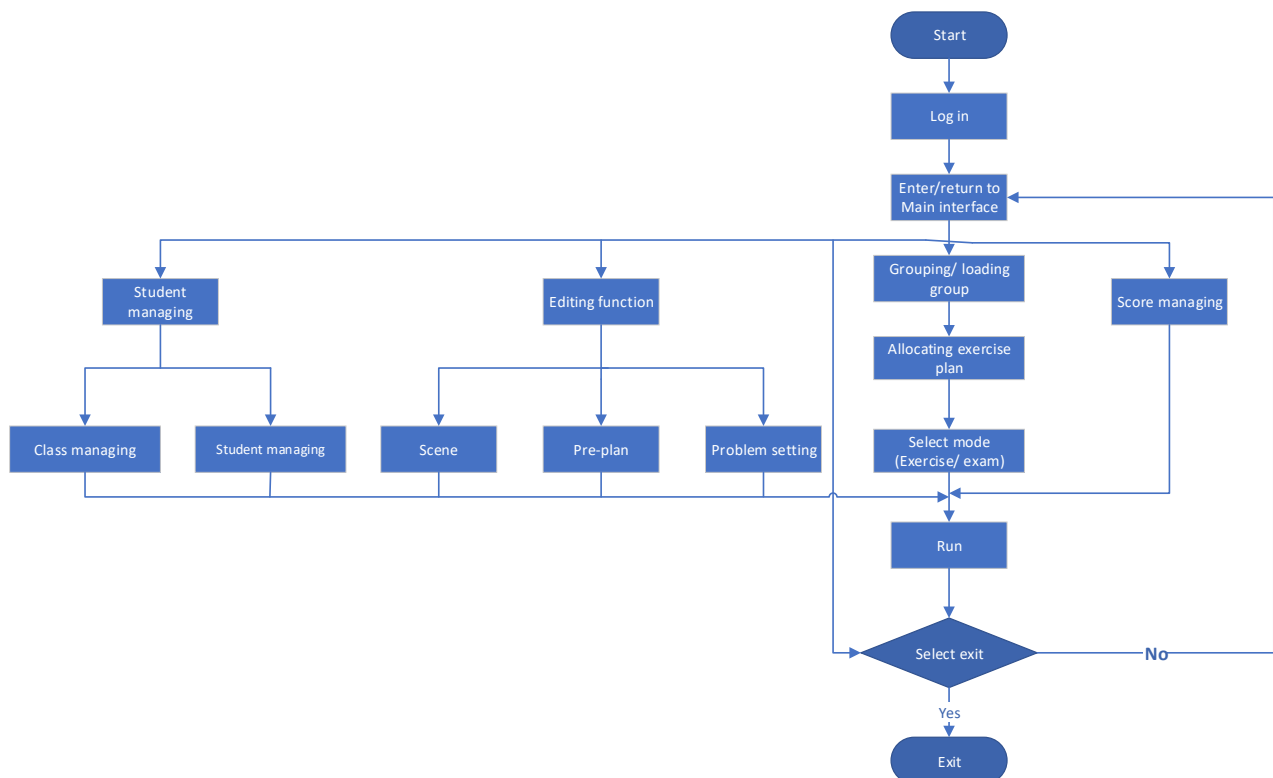 Start
Log in
Enter/return to
Main interface
Student
managing
Editing function
Grouping/ loading
group
Score managing
Allocating exercise
plan
Class managing
Student managing
Scene
Pre-plan
Problem setting
Select mode
(Exercise/ exam)
Run
Select exit
No
Yes
Exit